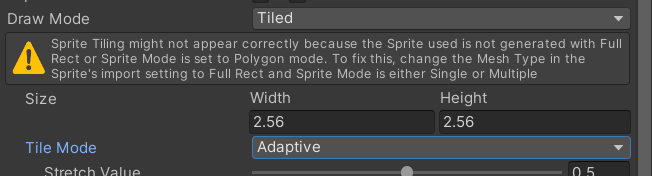 Draw Mode Tiled
Sprite Tiling might not appear correctly because the Sprite used is not generated with Full
Rect or Sprite Mode is set to Polygon mode. To fix this, change the Mesh Type in the
Sprite's import setting to Full Rect and Sprite Mode is either Single or Multiple
Size Width Height
2.56 2.56
Tile Mode Adaptive
Stretch Value 0.5